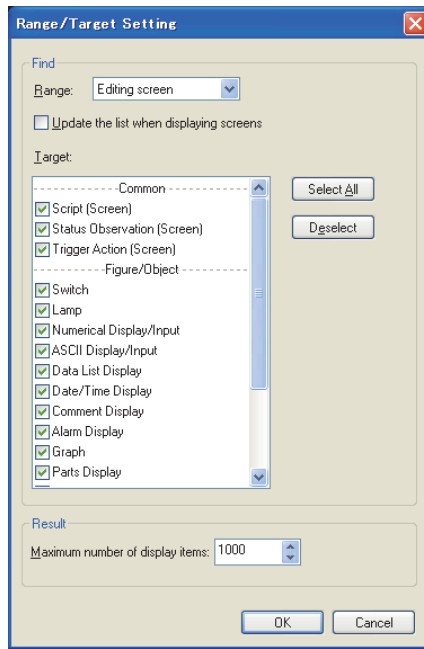 Range/Target Setting
Find
Range: Editing screen
Update the list when displaying screens
Target:
Common
Select All
Script (Screen)
Status Observation (Screen)
Deselect
Trigger Action (Screen)
Figure/Object
Switch
Lamp
Numerical Display/Input
ASCII Display/Input
Data List Display
Date/Time Display
Comment Display
Alarm Display
Graph
Parts Display
Result
Maximum number of display items: 1000
OK Cancel